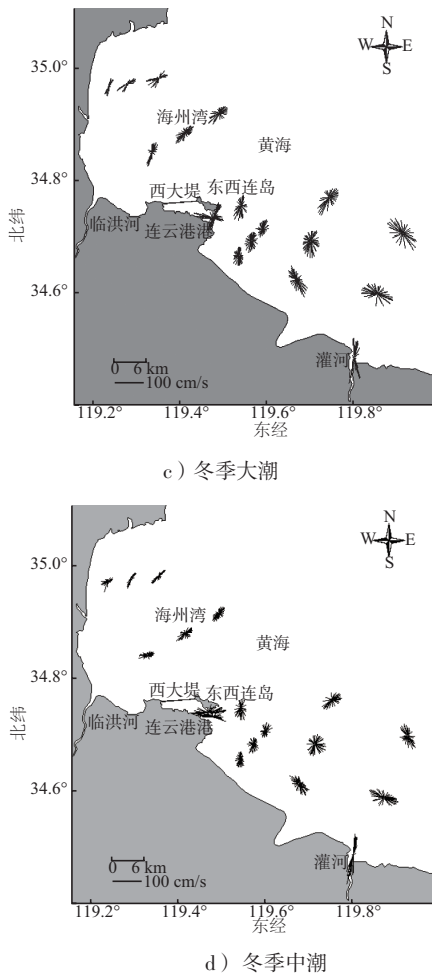 N
W E
S
35.0°
海州湾
黄海
34.8°
西大堤 东西连岛
临洪河
连云港港
北纬
34.6°
灌河
0 6 km
100 cm/s
119.2° 119.4° 119.6° 119.8°
东经
c）冬季大潮
N
W E
S
35.0°
海州湾
黄海
34.8°
西大堤 东西连岛
临洪河
连云港港
北纬
34.6°
灌河
0 6 km
100 cm/s
119.2° 119.4° 119.6° 119.8°
东经
d） 冬季中潮